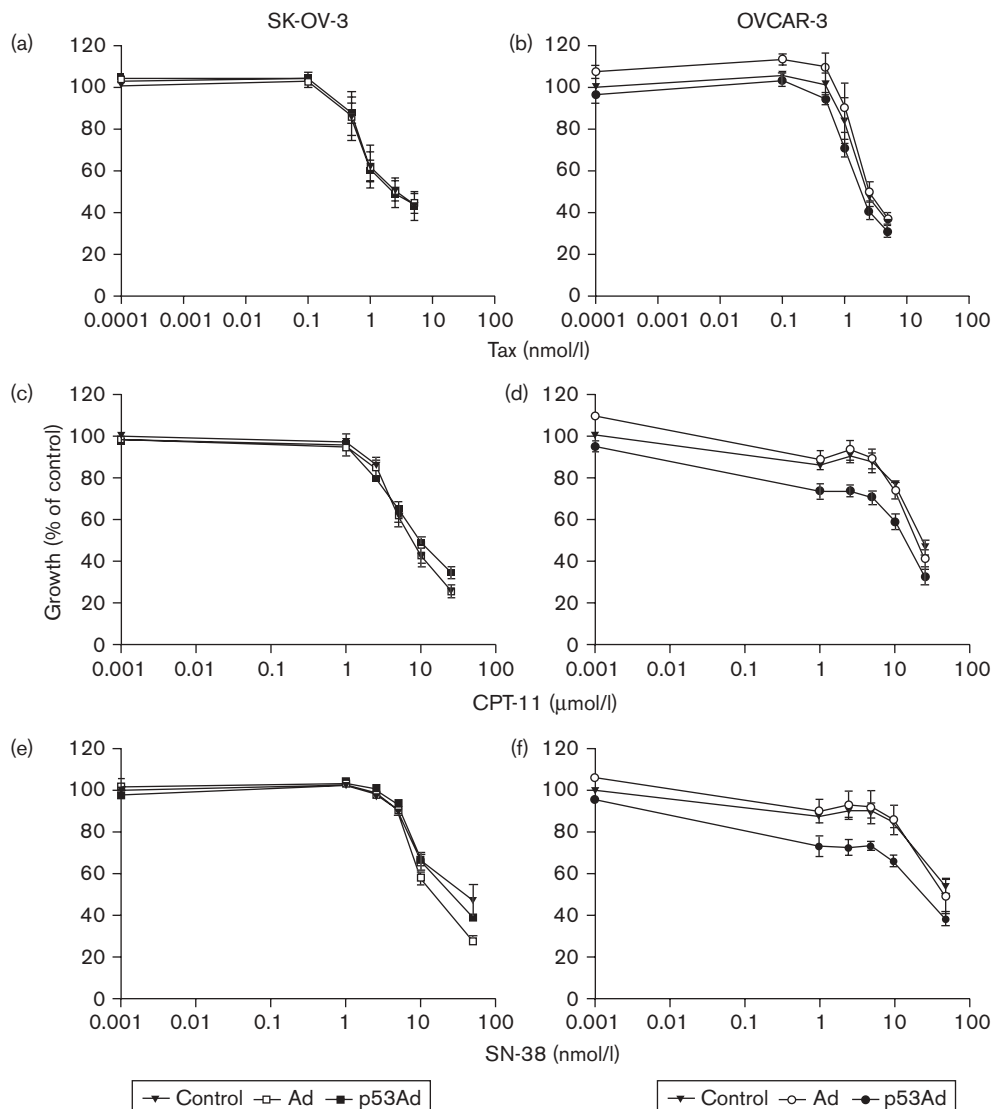 SK-OV-3
OVCAR-3
(a)
120
100
80
60
40
20
0
0.0001 0.001 0.01 0.1 1 10 100
(b)
120
100
80
60
40
20
0
0.0001 0.001 0.01 0.1 1 10 100
Tax (nmol/l)
Growth (% of control)
(c)
120
100
80
60
40
20
0
0.001 0.01 0.1 1 10 100
(d)
120
100
80
60
40
20
0
0.001 0.01 0.1 1 10 100
CPT-11 (μmol/l)
(e)
120
100
80
60
40
20
0
0.001 0.01 0.1 1 10 100
(f)
120
100
80
60
40
20
0
0.001 0.01 0.1 1 10 100
SN-38 (nmol/l)
Control Ad p53Ad
Control Ad p53Ad